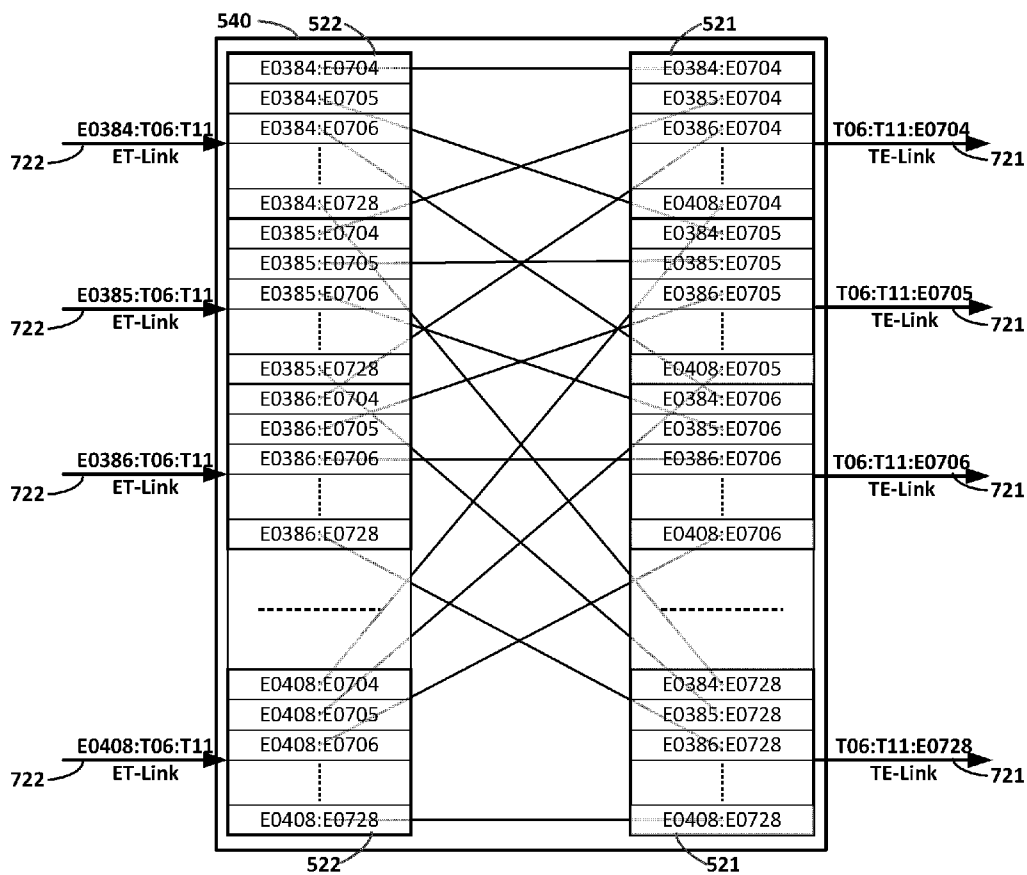 540
522
521
E0384:E0704
E0384:E0704
E0384:E0705
E0385:E0704
E0384:T06:T11
E0384:E0706
E0386:E0704
T06:T11:E0704
722
ET-Link
TE-Link
721
E0384:E0728
E0408:E0704
E0385:E0704
E0384:E0705
E0385:E0705
E0385:E0705
E0385:T06:T11
E0385:E0706
E0386:E0705
T06:T11:E0705
722
ET-Link
TE-Link
721
E0385:E0728
E0408:E0705
E0386:E0704
E0384:E0706
E0386:E0705
E0385:E0706
E0386:T06:T11
E0386:E0706
E0386:E0706
T06:T11:E0706
722
ET-Link
TE-Link
721
E0386:E0728
E0408:E0706
E0408:E0704
E0384:E0728
E0408:E0705
E0385:E0728
E0408:T06:T11
E0408:E0706
E0386:E0728
T06:T11:E0728
722
ET-Link
TE-Link
721
E0408:E0728
E0408:E0728
522
521